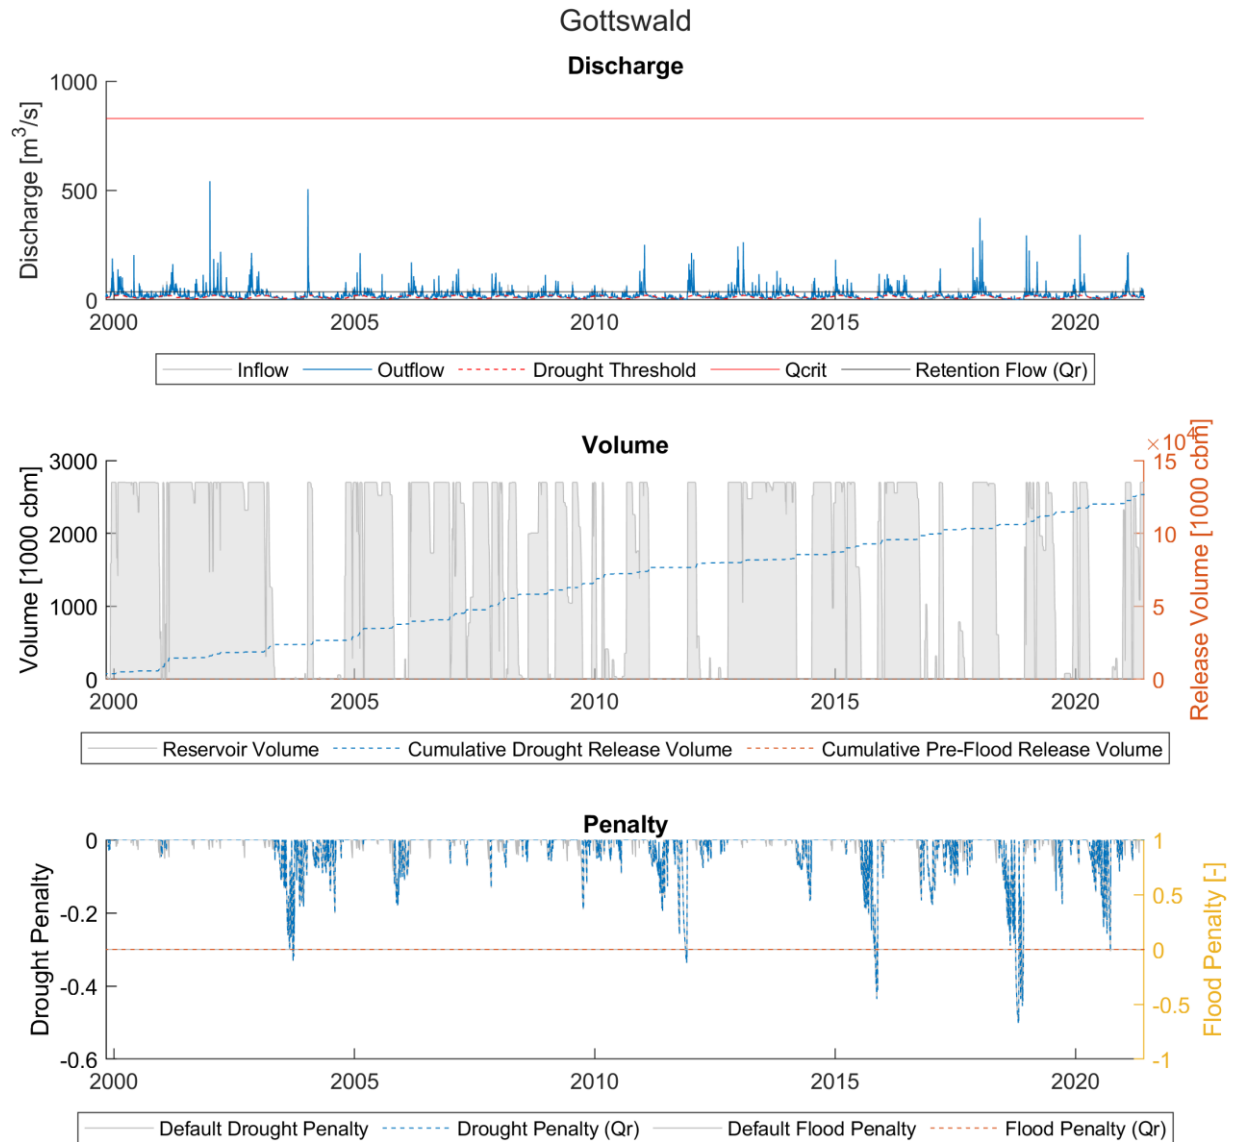 Gottswald
Discharge
Discharge [m³/s]
1000
500
0
2000 2005 2010 2015 2020
Inflow Outflow Drought Threshold Qcrit Retention Flow (Qr)
Volume
×10⁴
Volume [1000 cbm]
3000
2000
1000
0
Release Volume [1000 cbm]
15
10
5
0
2000 2005 2010 2015 2020
Reservoir Volume Cumulative Drought Release Volume Cumulative Pre-Flood Release Volume
Penalty
Drought Penalty
0
-0.2
-0.4
-0.6
Flood Penalty [-]
1
0.5
0
-0.5
-1
2000 2005 2010 2015 2020
Default Drought Penalty Drought Penalty (Qr) Default Flood Penalty Flood Penalty (Qr)